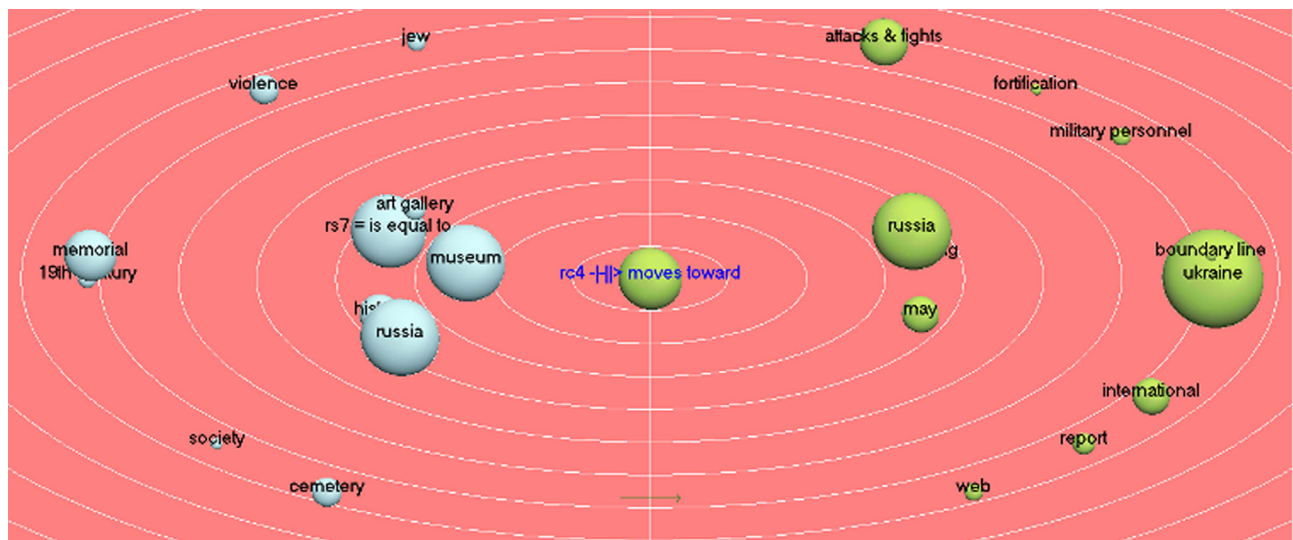 jew
attacks & fights
violence
fortification
military personnel
art gallery
rs7 = is equal to
russia
memorial
museum
boundary line
19th
rc4 -H||> moves toward
ukraine
may
russia
international
society
report
cemetery
web